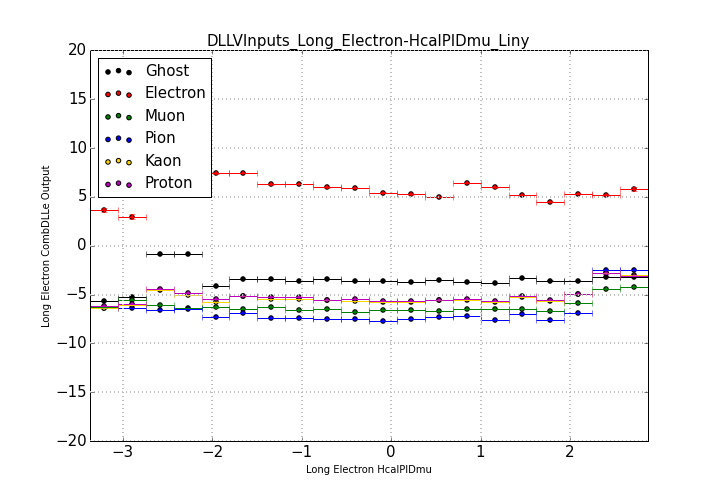 DLLVInputs_Long_Electron-HcalPIDmu_Liny
20
15
10
5
0
−5
−10
−15
−20
Long Electron CombDLLe Output
Ghost
Electron
Muon
Pion
Kaon
Proton
−3 −2 −1 0 1 2
Long Electron HcalPIDmu